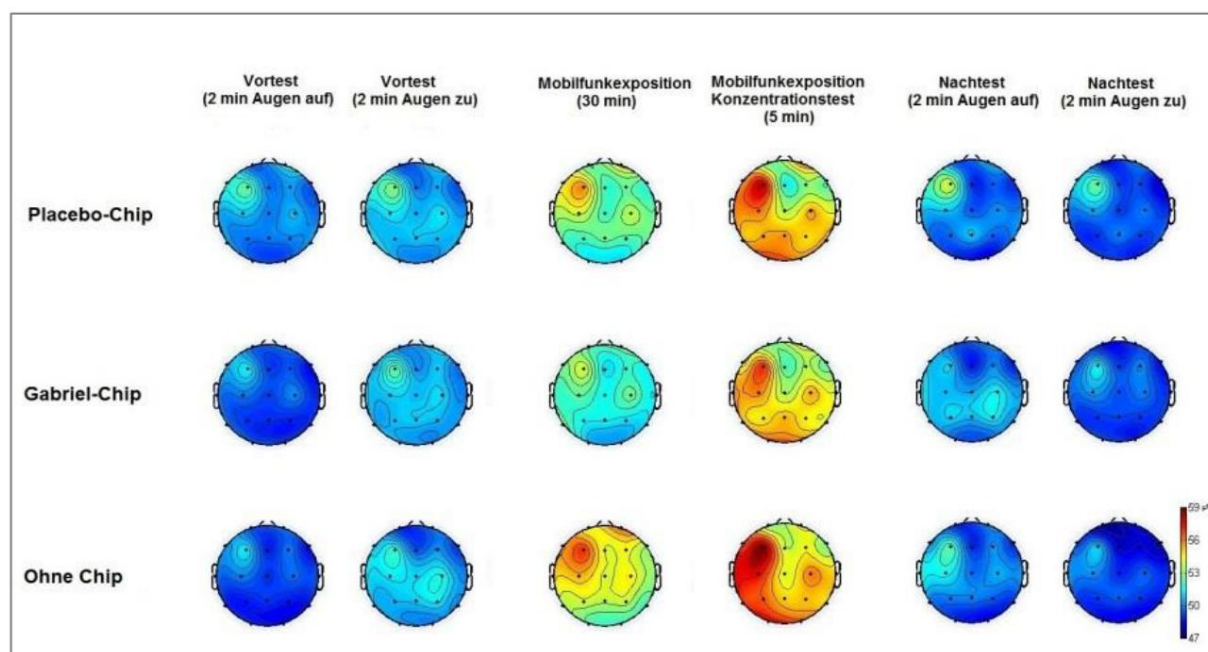 Vortest
(2 min Augen auf)
Vortest
(2 min Augen zu)
Mobilfunkexposition
(30 min)
Mobilfunkexposition
Konzentrationstest
(5 min)
Nachtest
(2 min Augen auf)
Nachtest
(2 min Augen zu)
Placebo-Chip
Gabriel-Chip
Ohne Chip
59
56
53
50
47